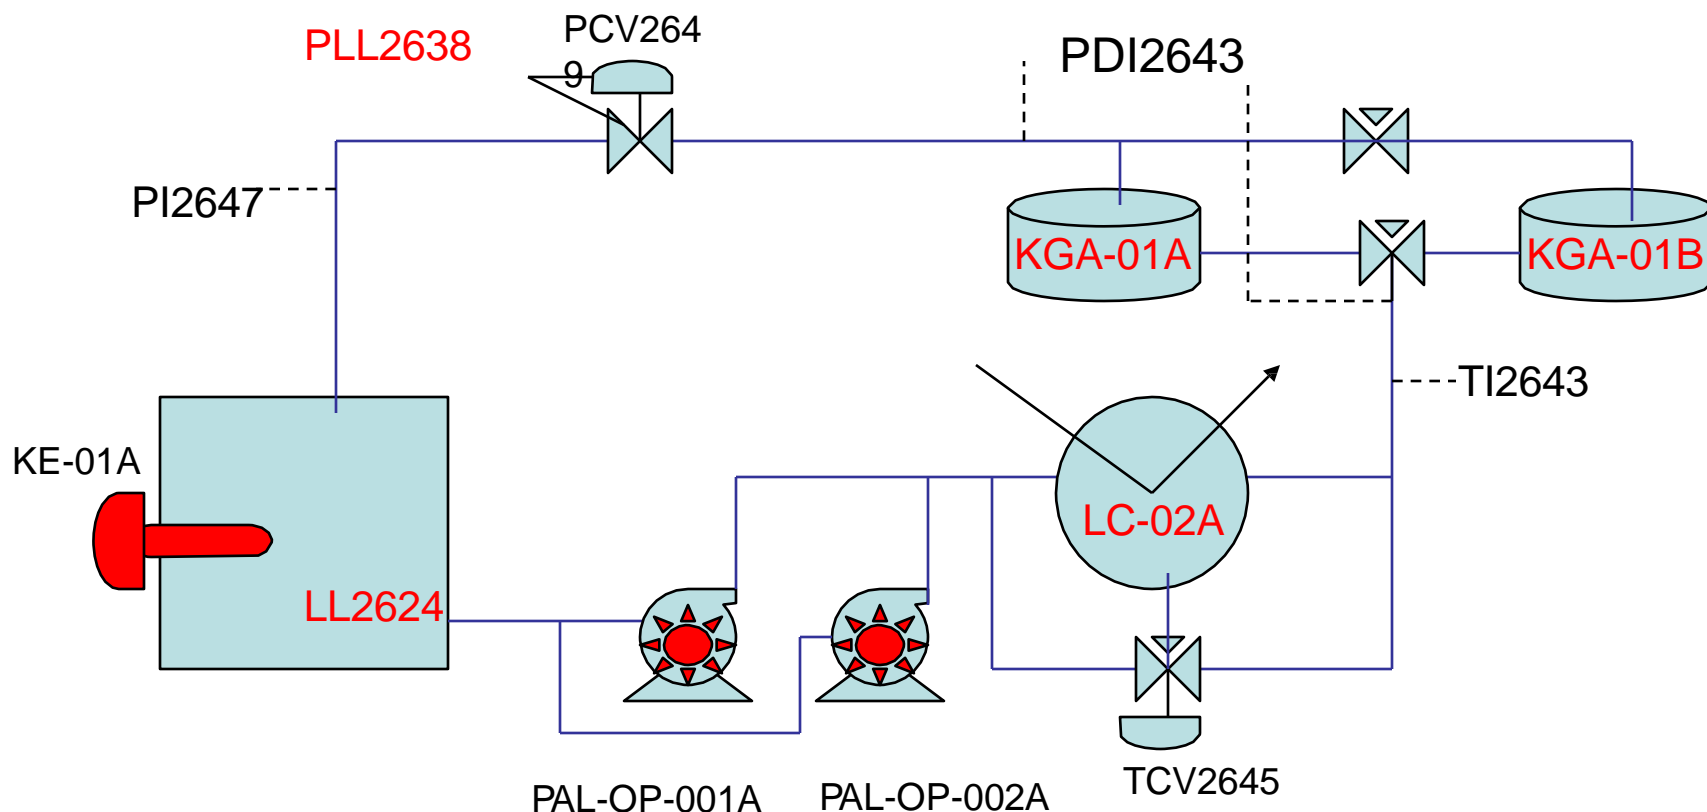 PLL2638
PCV264
9
PDI2643
PI2647
KGA-01A
KGA-01B
TI2643
KE-01A
LC-02A
LL2624
TCV2645
PAL-OP-001A
PAL-OP-002A